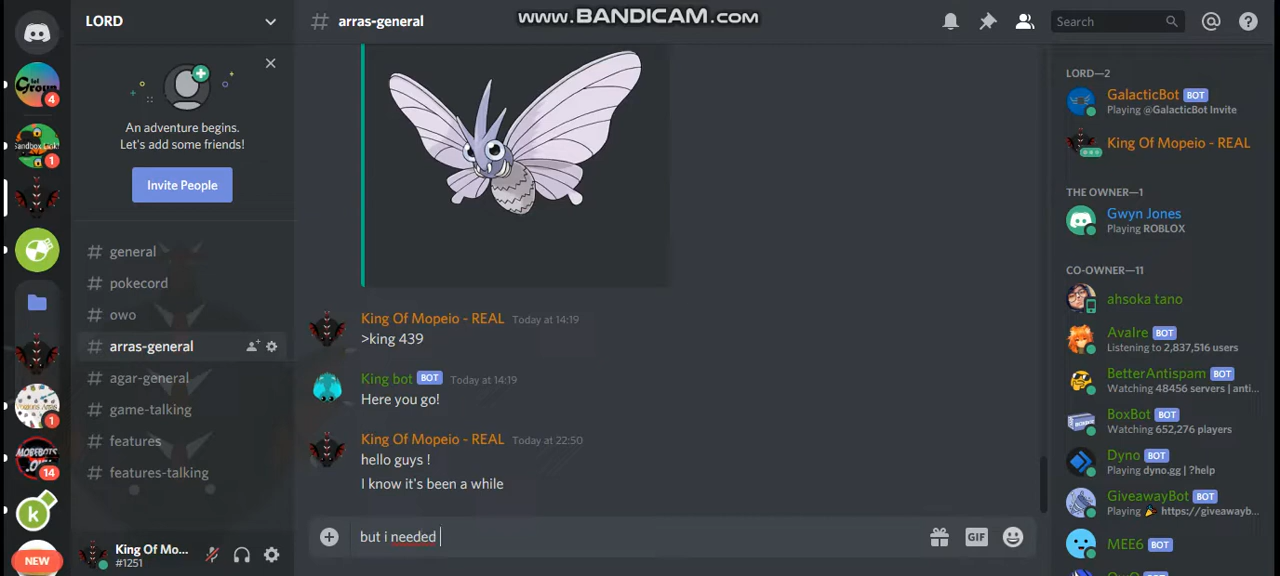 www.BANDICAM.com
LORD
arras-general
Search
An adventure begins.
Let's add some friends!
Invite People
general
pokecord
owo
arras-general
agar-general
game-talking
features
features-talking
King Of Mo...
#1251
4
1
1
14
NEW
King Of Mopeio - REAL Today at 14:19
>king 439
King bot BOT Today at 14:19
Here you go!
King Of Mopeio - REAL Today at 22:50
hello guys !
I know it's been a while
but i needed
GIF
LORD—2
GalacticBot BOT
Playing @GalacticBot Invite
King Of Mopeio - REAL
THE OWNER—1
Gwyn Jones
Playing ROBLOX
CO-OWNER—11
ahsoka tano
Avalre BOT
Listening to 2,837,516 users
BetterAntispam BOT
Watching 48456 servers | anti...
BoxBot BOT
Watching 652,276 players
Dyno BOT
Playing dyno.gg | ?help
GiveawayBot BOT
Playing 🎉 https://giveawayb...
MEE6 BOT